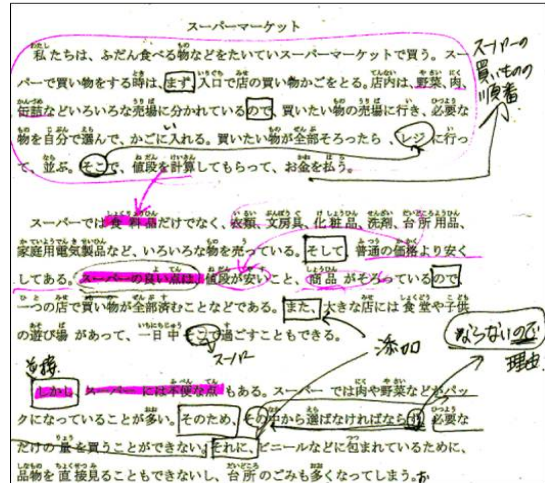 スーパーマーケット
私たちは、ふだん食べる物などをたいていスーパーマーケットで買う。スー
パーで買い物をする時は、まず入口で店の買い物かごをとる。店内は、野菜、肉、
缶詰などいろいろな売場に分かれているので、買いたい物の売場に行き、必要な
物を自分で選んで、かごに入れる。買いたい物が全部そろったら、レジに行っ
て、並ぶ。そこで、値段を計算してもらって、お金を払う。
スーパーの
買いもの
順番
スーパーでは食料品だけでなく、衣類、文房具、化粧品、洗剤、台所用品、
家庭用電気製品など、いろいろな物を売っている。そして、普通の価格より安く
してある。スーパーの良い点は、値段が安いこと、商品がそろっているので
一つの店で買い物が全部済むことなどである。また、大きな店には食堂や子供
の遊び場があって、一日中そこで過ごすこともできる。
スーパー
添加
ならないので
理由
逆接
しかし、スーパーには不便な点もある。スーパーでは肉や野菜などがパッ
クになっていることが多い。そのため、その中から選ばなければならず、必要な
だけの量を買うことができない。それに、ビニールなどに包まれているために、
品物を直接見ることもできないし、台所のごみも多くなってしまう。